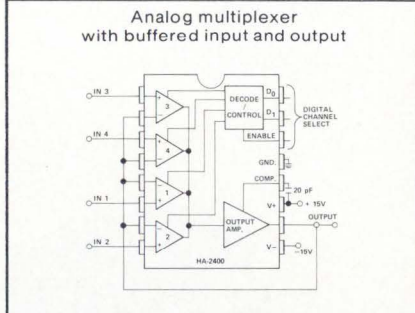 Analog multiplexer
with buffered input and output
IN 3
IN 4
IN 1
IN 2
+
−
3
+
−
4
−
+
1
−
+
2
DECODE
/
CONTROL
D0
D1
ENABLE
DIGITAL
CHANNEL
SELECT
GND.
COMP.
20 pF
V+
+ 15V
OUTPUT
AMP.
OUTPUT
V−
−15V
HA-2400